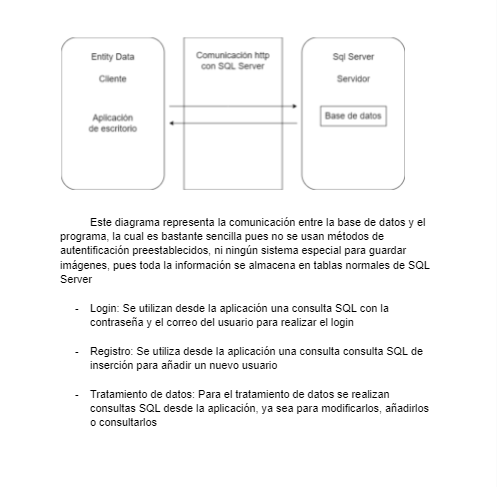 Entity Data
Cliente
Aplicación
de escritorio
Comunicación http
con SQL Server
Sql Server
Servidor
Base de datos
Este diagrama representa la comunicación entre la base de datos y el
programa, la cual es bastante sencilla pues no se usan métodos de
autentificación preestablecidos, ni ningún sistema especial para guardar
imágenes, pues toda la información se almacena en tablas normales de SQL
Server
- Login: Se utilizan desde la aplicación una consulta SQL con la
contraseña y el correo del usuario para realizar el login
- Registro: Se utiliza desde la aplicación una consulta consulta SQL de
inserción para añadir un nuevo usuario
- Tratamiento de datos: Para el tratamiento de datos se realizan
consultas SQL desde la aplicación, ya sea para modificarlos, añadirlos
o consultarlos